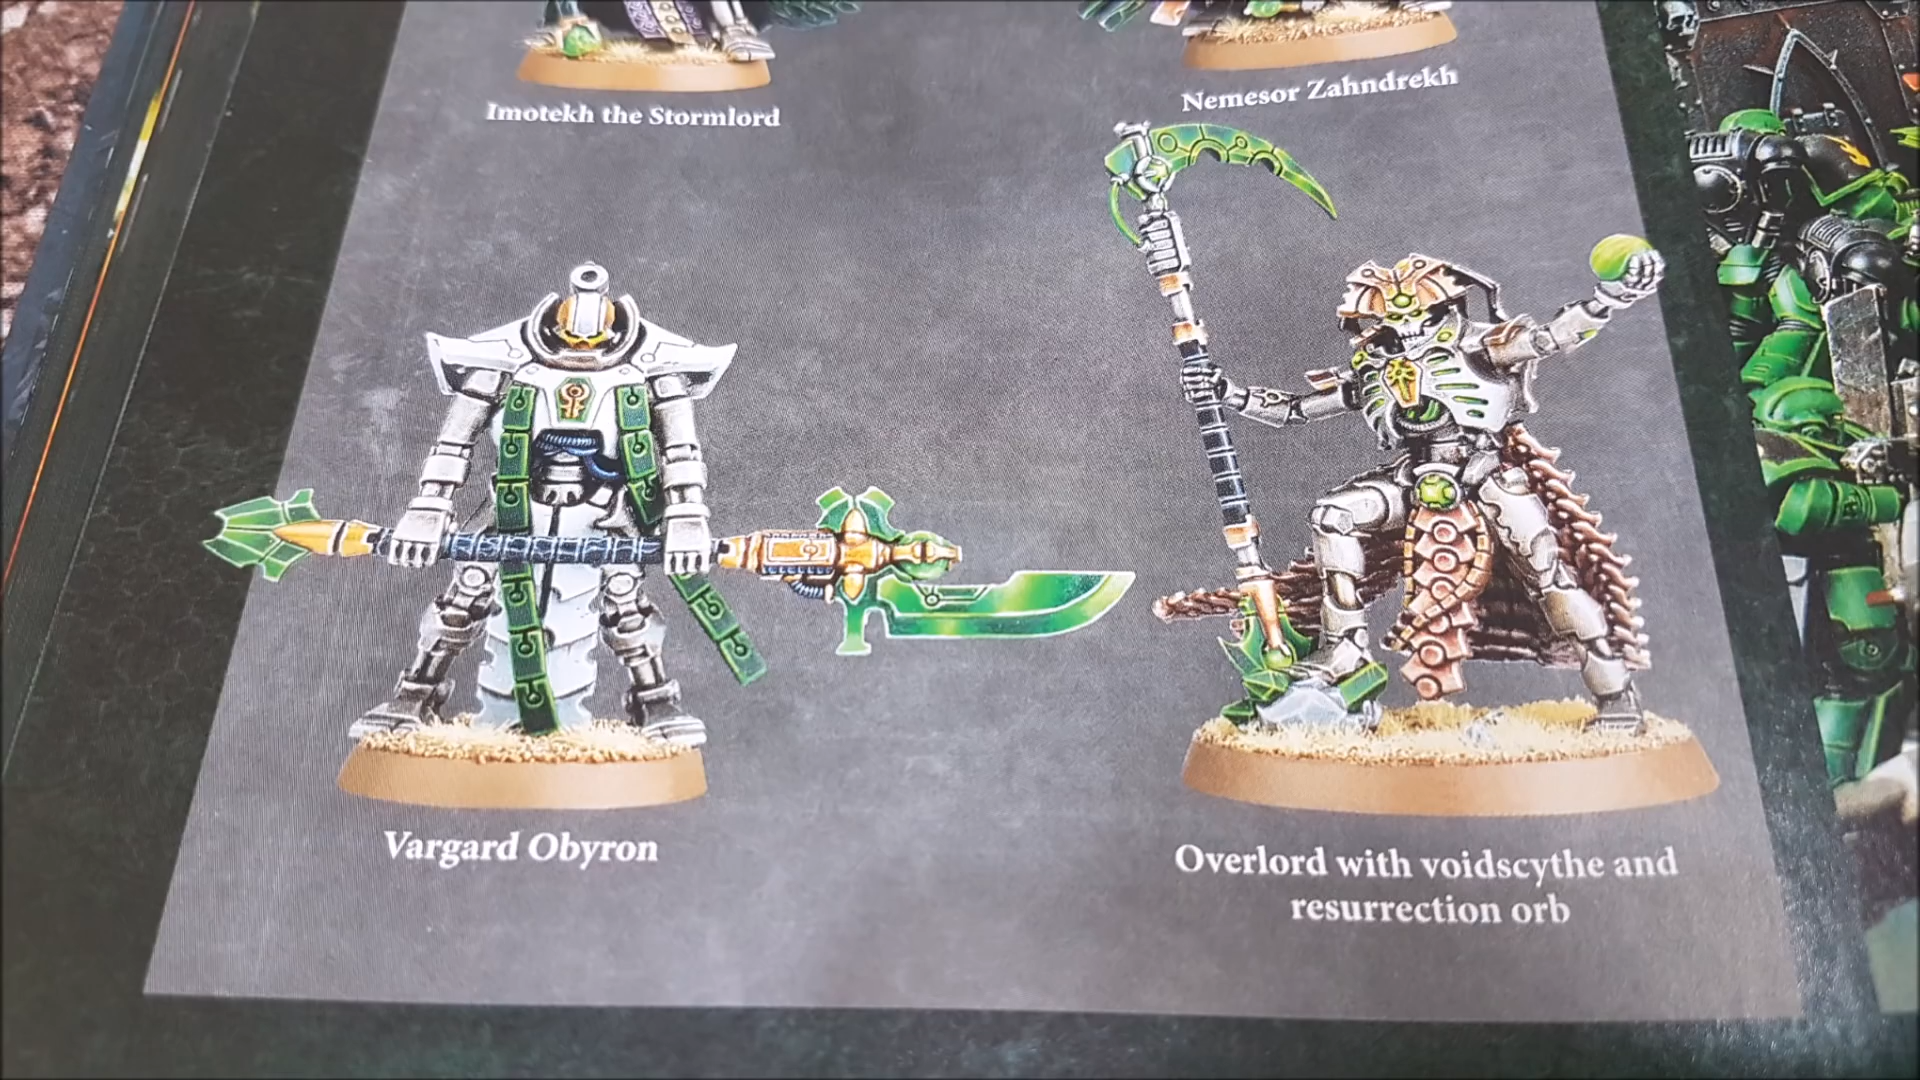 Imotekh the Stormlord
Nemesor Zahndrekh
Vargard Obyron
Overlord with voidscythe and
resurrection orb